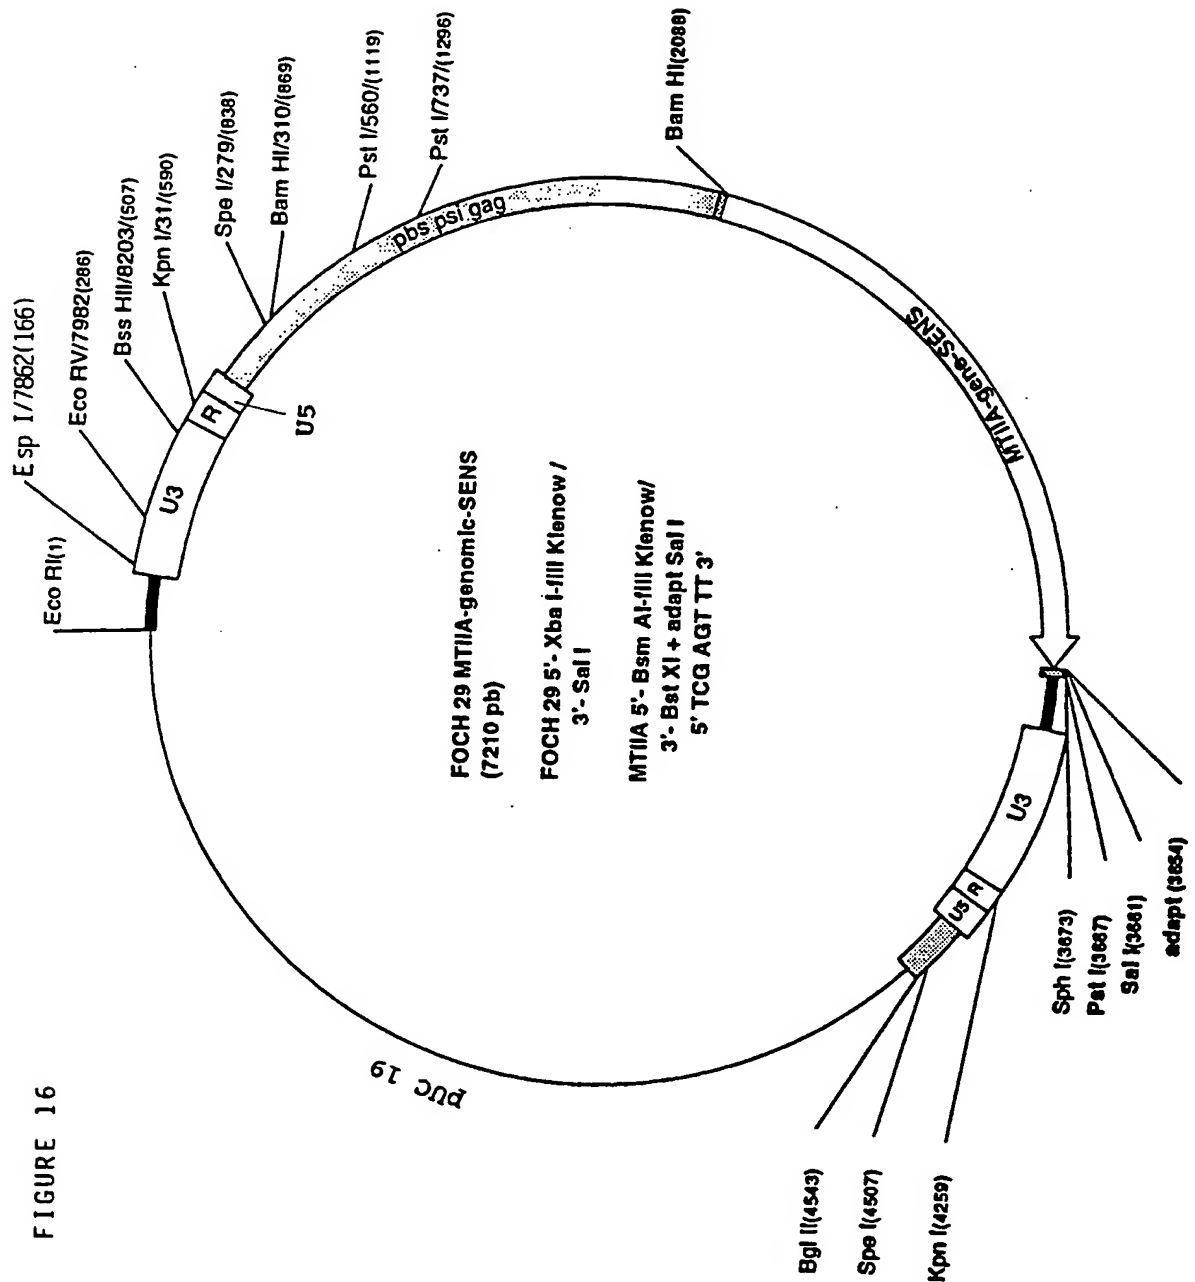 FIGURE 16
Eco RI(1)
Esp I/7862(166)
Eco RV/7982(286)
Bss HII/8203/(507)
Kpn I/31/(590)
Spe I/279/(838)
Bam HI/310/(869)
Pst I/560/(1119)
Pst I/737/(1296)
Bam HI(2088)
U3
R
U5
pbs psi gag
MTIIA-gene-SENS
FOCH 29 MTIIA-genomic-SENS
(7210 pb)
FOCH 29 5'- Xba I-fill Klenow /
3'- Sal I
MTIIA 5'- Bsm AI-fill Klenow/
3'- Bst XI + adapt Sal I
5' TCG AGT TT 3'
adapt (3654)
Sal I(3661)
Pst I(3667)
Sph I(3673)
U3
R
U5
Kpn I(4259)
Spe I(4507)
Bgl II(4543)
pUC 19